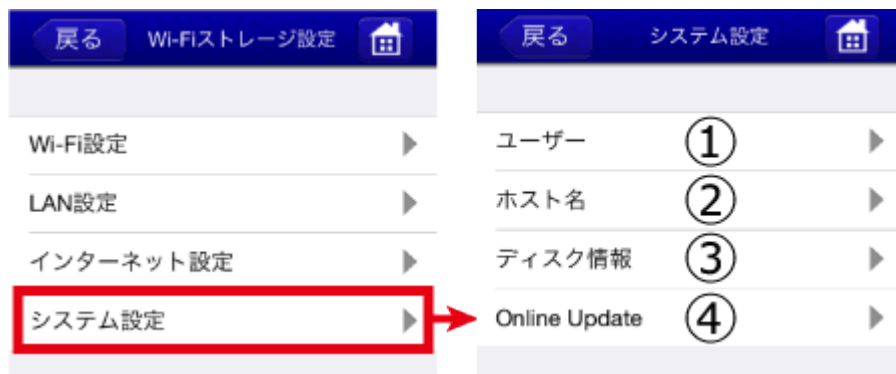 戻る Wi-Fiストレージ設定
Wi-Fi設定
LAN設定
インターネット設定
システム設定
戻る システム設定
ユーザー ①
ホスト名 ②
ディスク情報 ③
Online Update ④